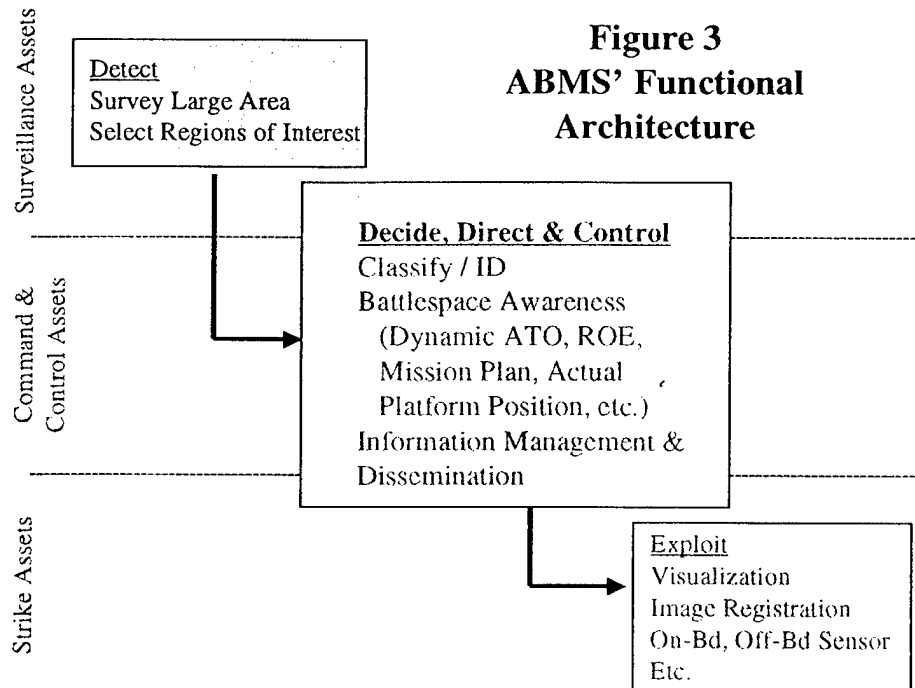 Figure 3
ABMS' Functional
Architecture
Surveillance Assets
Detect
Survey Large Area
Select Regions of Interest
Command &
Control Assets
Decide, Direct & Control
Classify / ID
Battlespace Awareness
(Dynamic ATO, ROE,
Mission Plan, Actual
Platform Position, etc.)
Information Management &
Dissemination
Strike Assets
Exploit
Visualization
Image Registration
On-Bd, Off-Bd Sensor
Etc.